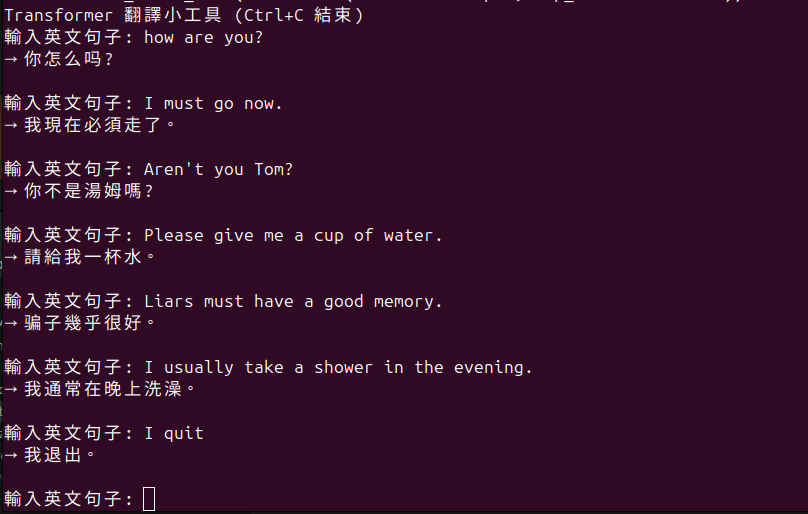 Transformer 翻譯小工具 (Ctrl+C 結束)
輸入英文句子: how are you?
→ 你怎么吗?
輸入英文句子: I must go now.
→ 我現在必須走了。
輸入英文句子: Aren't you Tom?
→ 你不是湯姆嗎?
輸入英文句子: Please give me a cup of water.
→ 請給我一杯水。
輸入英文句子: Liars must have a good memory.
→ 骗子幾乎很好。
輸入英文句子: I usually take a shower in the evening.
→ 我通常在晚上洗澡。
輸入英文句子: I quit
→ 我退出。
輸入英文句子: